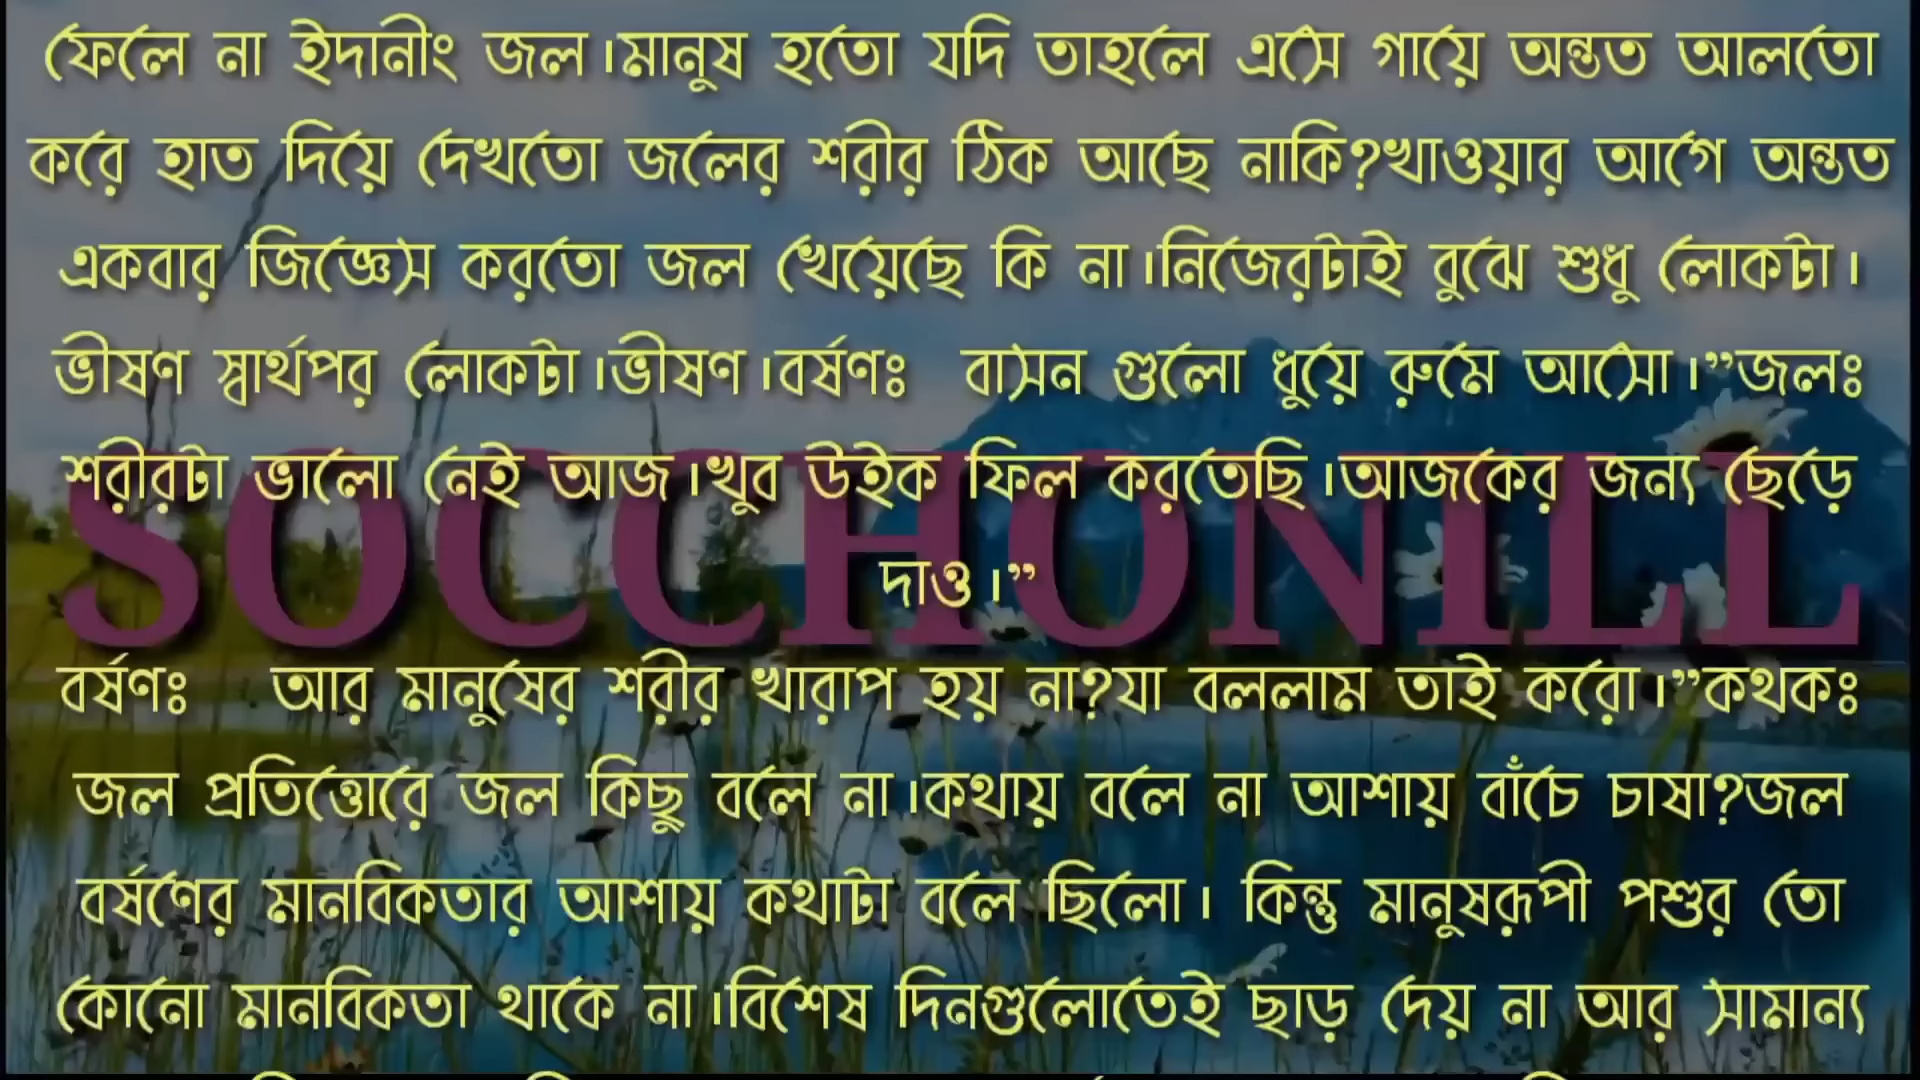 ফেলে না ইদানীং জল।মানুষ হতো যদি তাহলে এসে গায়ে অন্তত আলতো
করে হাত দিয়ে দেখতো জলের শরীর ঠিক আছে নাকি?খাওয়ার আগে অন্তত
একবার জিজ্ঞেস করতো জল খেয়েছে কি না।নিজেরটাই বুঝে শুধু লোকটা।
ভীষণ স্বার্থপর লোকটা।ভীষণ।বর্ষণঃ বাসন গুলো ধুয়ে রুমে আসো।”জলঃ
শরীরটা ভালো নেই আজ।খুব উইক ফিল করতেছি।আজকের জন্য ছেড়ে
SOCCHONILL
দাও।”
বর্ষণঃ আর মানুষের শরীর খারাপ হয় না?যা বললাম তাই করো।”কথকঃ
জল প্রতিত্তোরে জল কিছু বলে না।কথায় বলে না আশায় বাঁচে চাষা?জল
বর্ষণের মানবিকতার আশায় কথাটা বলে ছিলো। কিন্তু মানুষরূপী পশুর তো
কোনো মানবিকতা থাকে না।বিশেষ দিনগুলোতেই ছাড় দেয় না আর সামান্য